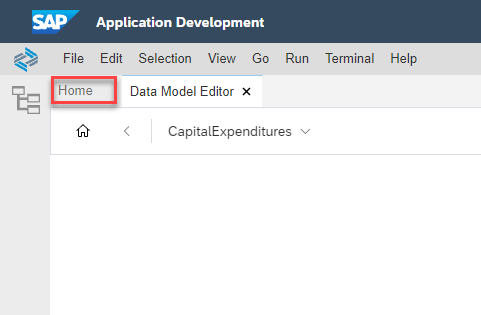 SAP Application Development
File Edit Selection View Go Run Terminal Help
Home Data Model Editor
CapitalExpenditures